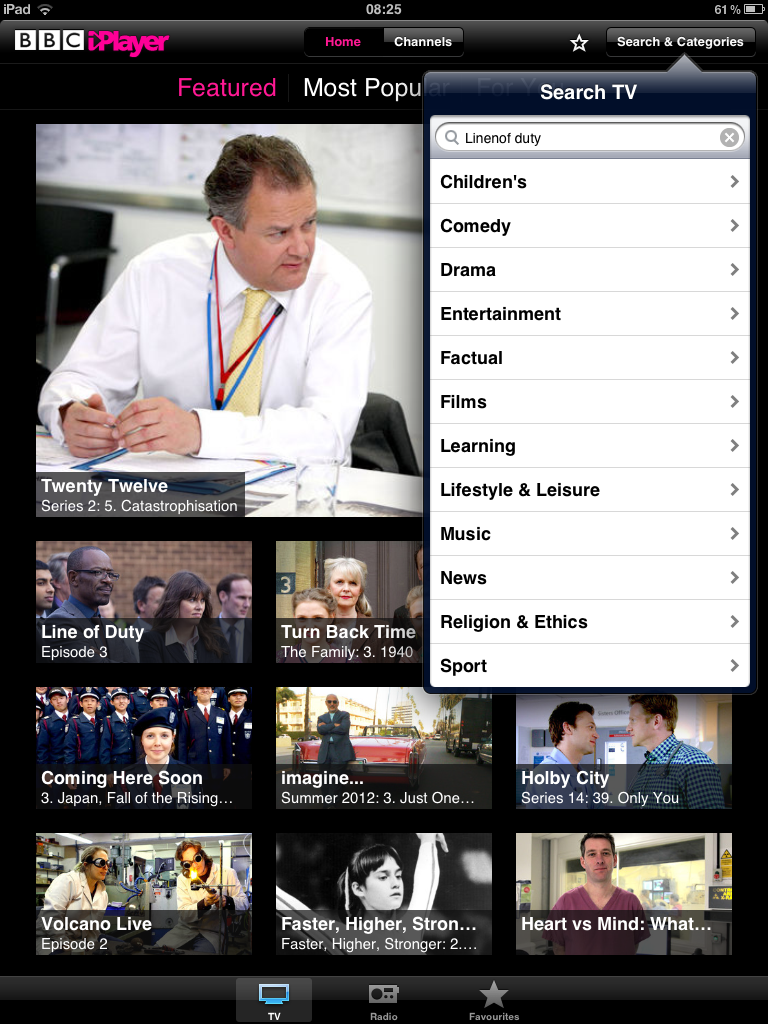 iPad
08:25
61 %
BBC iPlayer
Home
Channels
Search & Categories
Featured
Most Popular
For Y
Search TV
Linenof duty
Children's
Comedy
Drama
Entertainment
Factual
Films
Learning
Lifestyle & Leisure
Music
News
Religion & Ethics
Sport
Twenty Twelve
Series 2: 5. Catastrophisation
Line of Duty
Episode 3
3
Turn Back Time
The Family: 3. 1940
Coming Here Soon
3. Japan, Fall of the Rising…
imagine...
Summer 2012: 3. Just One…
Holby City
Series 14: 39. Only You
Volcano Live
Episode 2
Faster, Higher, Stron…
Faster, Higher, Stronger: 2.…
Heart vs Mind: What…
TV
Radio
Favourites